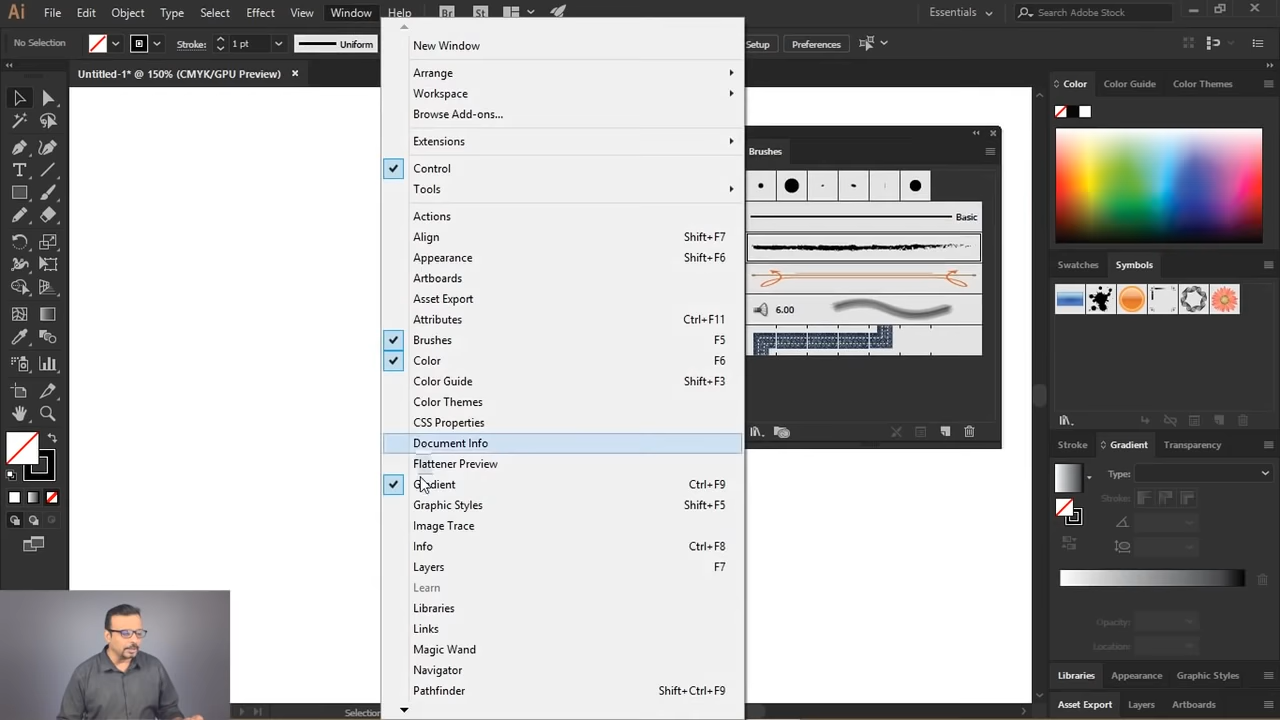 Ai File Edit Object Type Select Effect View Window Help Br St Essentials Search Adobe Stock
No Selection Stroke: 1 pt Uniform Setup Preferences
Untitled-1* @ 150% (CMYK/GPU Preview)
New Window
Arrange
Workspace
Browse Add-ons...
Extensions
Control
Tools
Actions
Align Shift+F7
Appearance Shift+F6
Artboards
Asset Export
Attributes Ctrl+F11
Brushes F5
Color F6
Color Guide Shift+F3
Color Themes
CSS Properties
Document Info
Flattener Preview
Gradient Ctrl+F9
Graphic Styles Shift+F5
Image Trace
Info Ctrl+F8
Layers F7
Learn
Libraries
Links
Magic Wand
Navigator
Pathfinder Shift+Ctrl+F9
Selection
Brushes
Basic
6.00
Color Color Guide Color Themes
Swatches Symbols
Stroke Gradient Transparency
Type:
Stroke:
Opacity:
Location:
Libraries Appearance Graphic Styles
Asset Export Layers Artboards